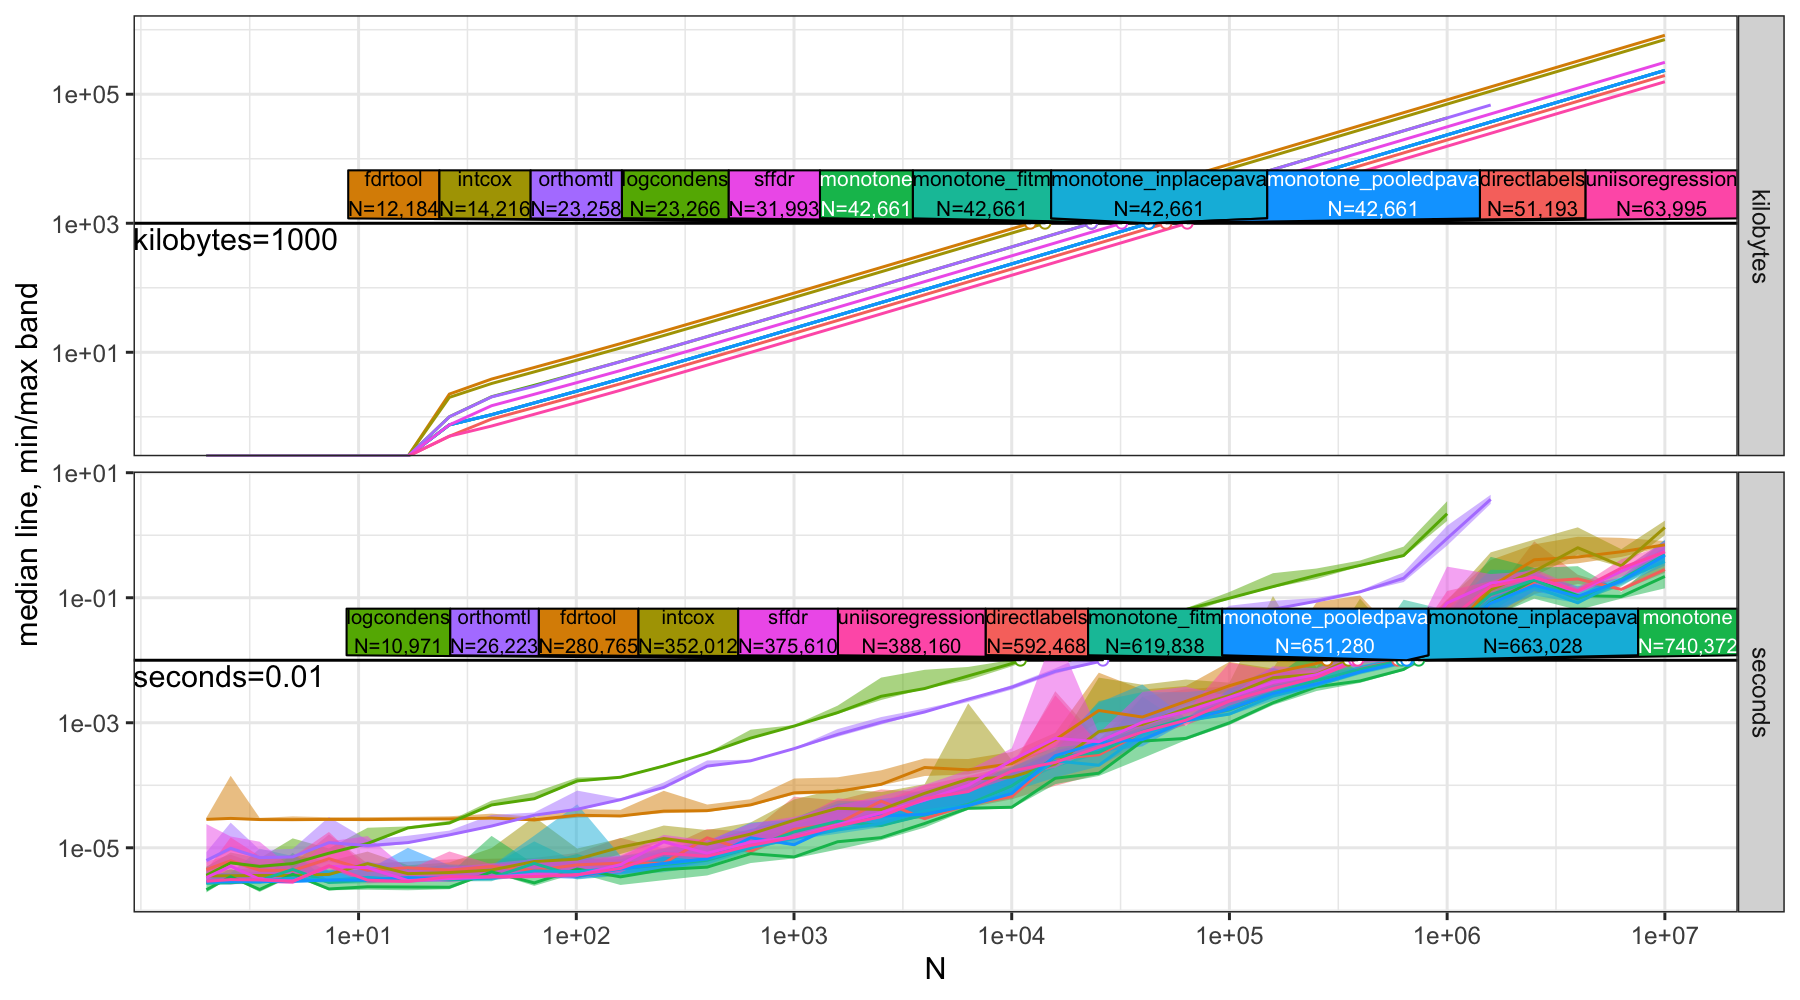 1e+05
fdrtool intcox orthomtl logcondens sffdr monotone monotone_fitm monotone_inplacepava monotone_pooledpava directlabels uniisoregression
N=12,184 N=14,216 N=23,258 N=23,266 N=31,993 N=42,661 N=42,661 N=42,661 N=42,661 N=51,193 N=63,995
1e+03
kilobytes=1000
kilobytes
1e+01
median line, min/max band
1e+01
1e-01
logcondens orthomtl fdrtool intcox sffdr uniisoregression directlabels monotone_fitm monotone_pooledpava monotone_inplacepava monotone
N=10,971 N=26,223 N=280,765 N=352,012 N=375,610 N=388,160 N=592,468 N=619,838 N=651,280 N=663,028 N=740,372
seconds=0.01
seconds
1e-03
1e-05
1e+01 1e+02 1e+03 1e+04 1e+05 1e+06 1e+07
N